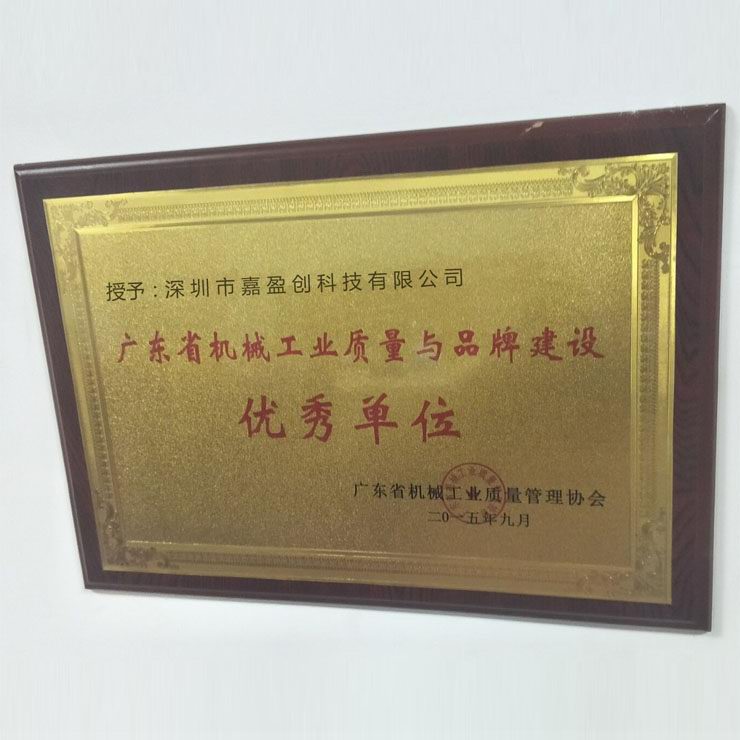 授予:深圳市嘉盈创科技有限公司
广东省机械工业质量与品牌建设
优秀单位
广东省机械工业质量管理协会
二〇一五年九月